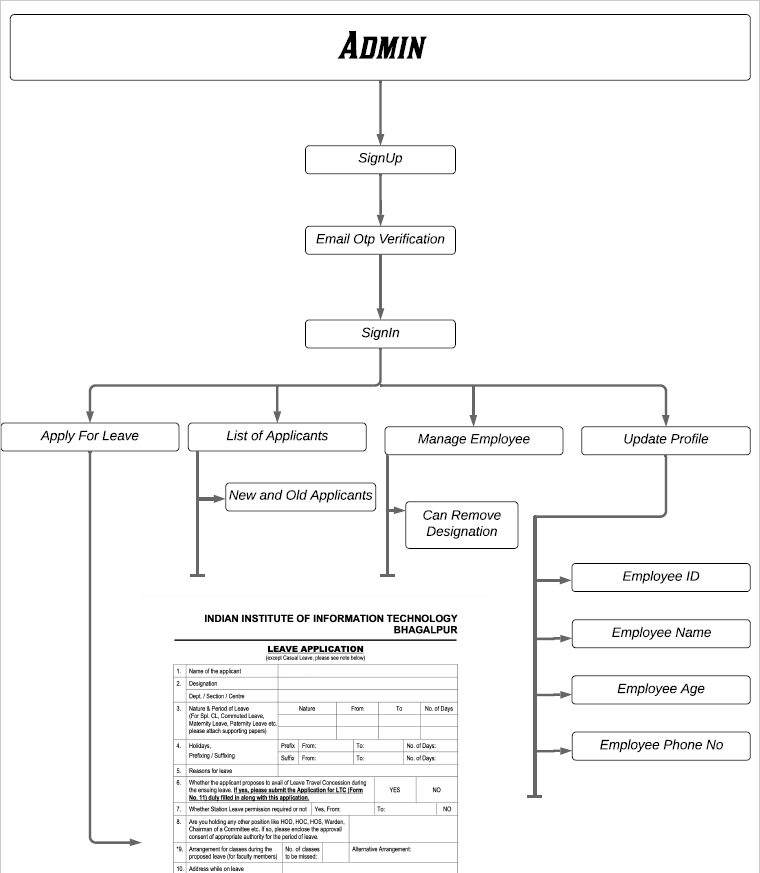 ADMIN
SignUp
Email Otp Verification
SignIn
Apply For Leave
List of Applicants
Manage Employee
Update Profile
New and Old Applicants
Can Remove
Designation
Employee ID
Employee Name
Employee Age
Employee Phone No
INDIAN INSTITUTE OF INFORMATION TECHNOLOGY
BHAGALPUR
LEAVE APPLICATION
(except Casual Leave, please see note below)
1. Name of the applicant
2. Designation
Dept. / Section / Centre
3. Nature & Period of Leave Nature From To No. of Days
(For Spl. CL, Commuted Leave,
Maternity Leave, Paternity Leave etc.
please attach supporting papers)
4. Holidays, Prefix From: To: No. of Days:
Prefixing / Suffixing Suffix From: To: No. of Days:
5. Reasons for leave
6. Whether the applicant proposes to avail of Leave Travel Concession during
the ensuing leave. If yes, please submit the Application for LTC (Form YES NO
No. 11) duly filled in along with this application.
7. Whether Station Leave permission required or not Yes, From: To: NO
8. Are you holding any other position like HOD, HOC, HOS, Warden,
Chairman of a Committee etc. If so, please enclose the approval
consent of appropriate authority for the period of leave.
*9. Arrangement for classes during the No. of classes Alternative Arrangement:
proposed leave (for faculty members) to be missed:
10. Address while on leave